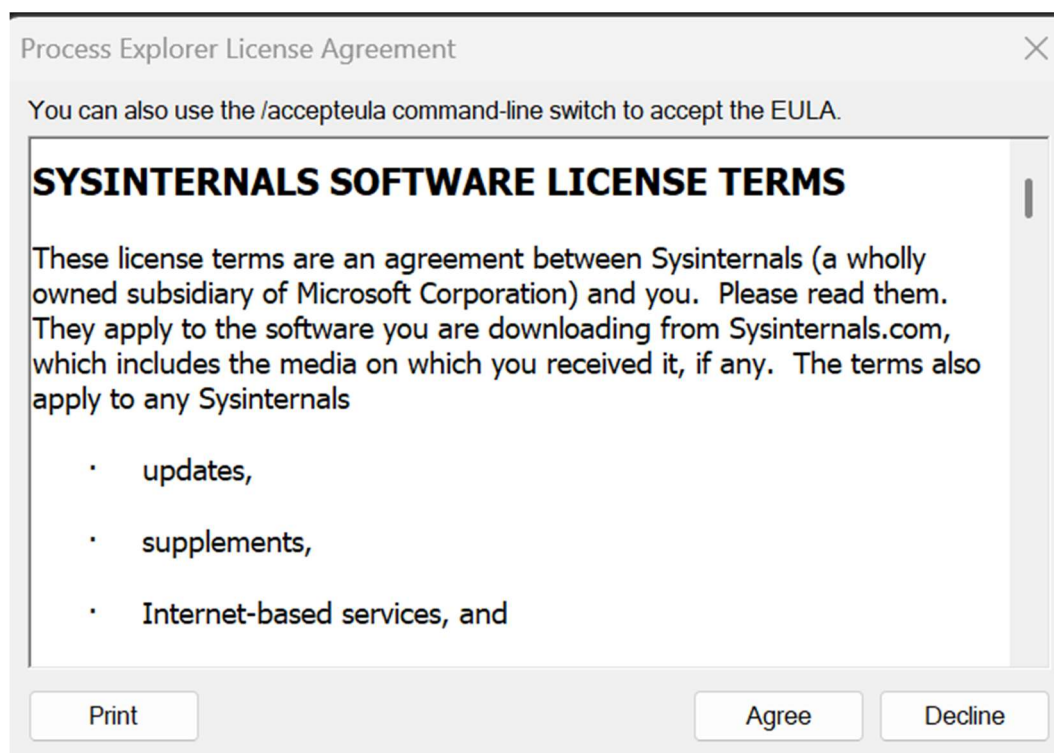 Process Explorer License Agreement
You can also use the /accepteula command-line switch to accept the EULA.
SYSINTERNALS SOFTWARE LICENSE TERMS
These license terms are an agreement between Sysinternals (a wholly
owned subsidiary of Microsoft Corporation) and you.  Please read them.
They apply to the software you are downloading from Sysinternals.com,
which includes the media on which you received it, if any.  The terms also
apply to any Sysinternals
· updates,
· supplements,
· Internet-based services, and
Print Agree Decline